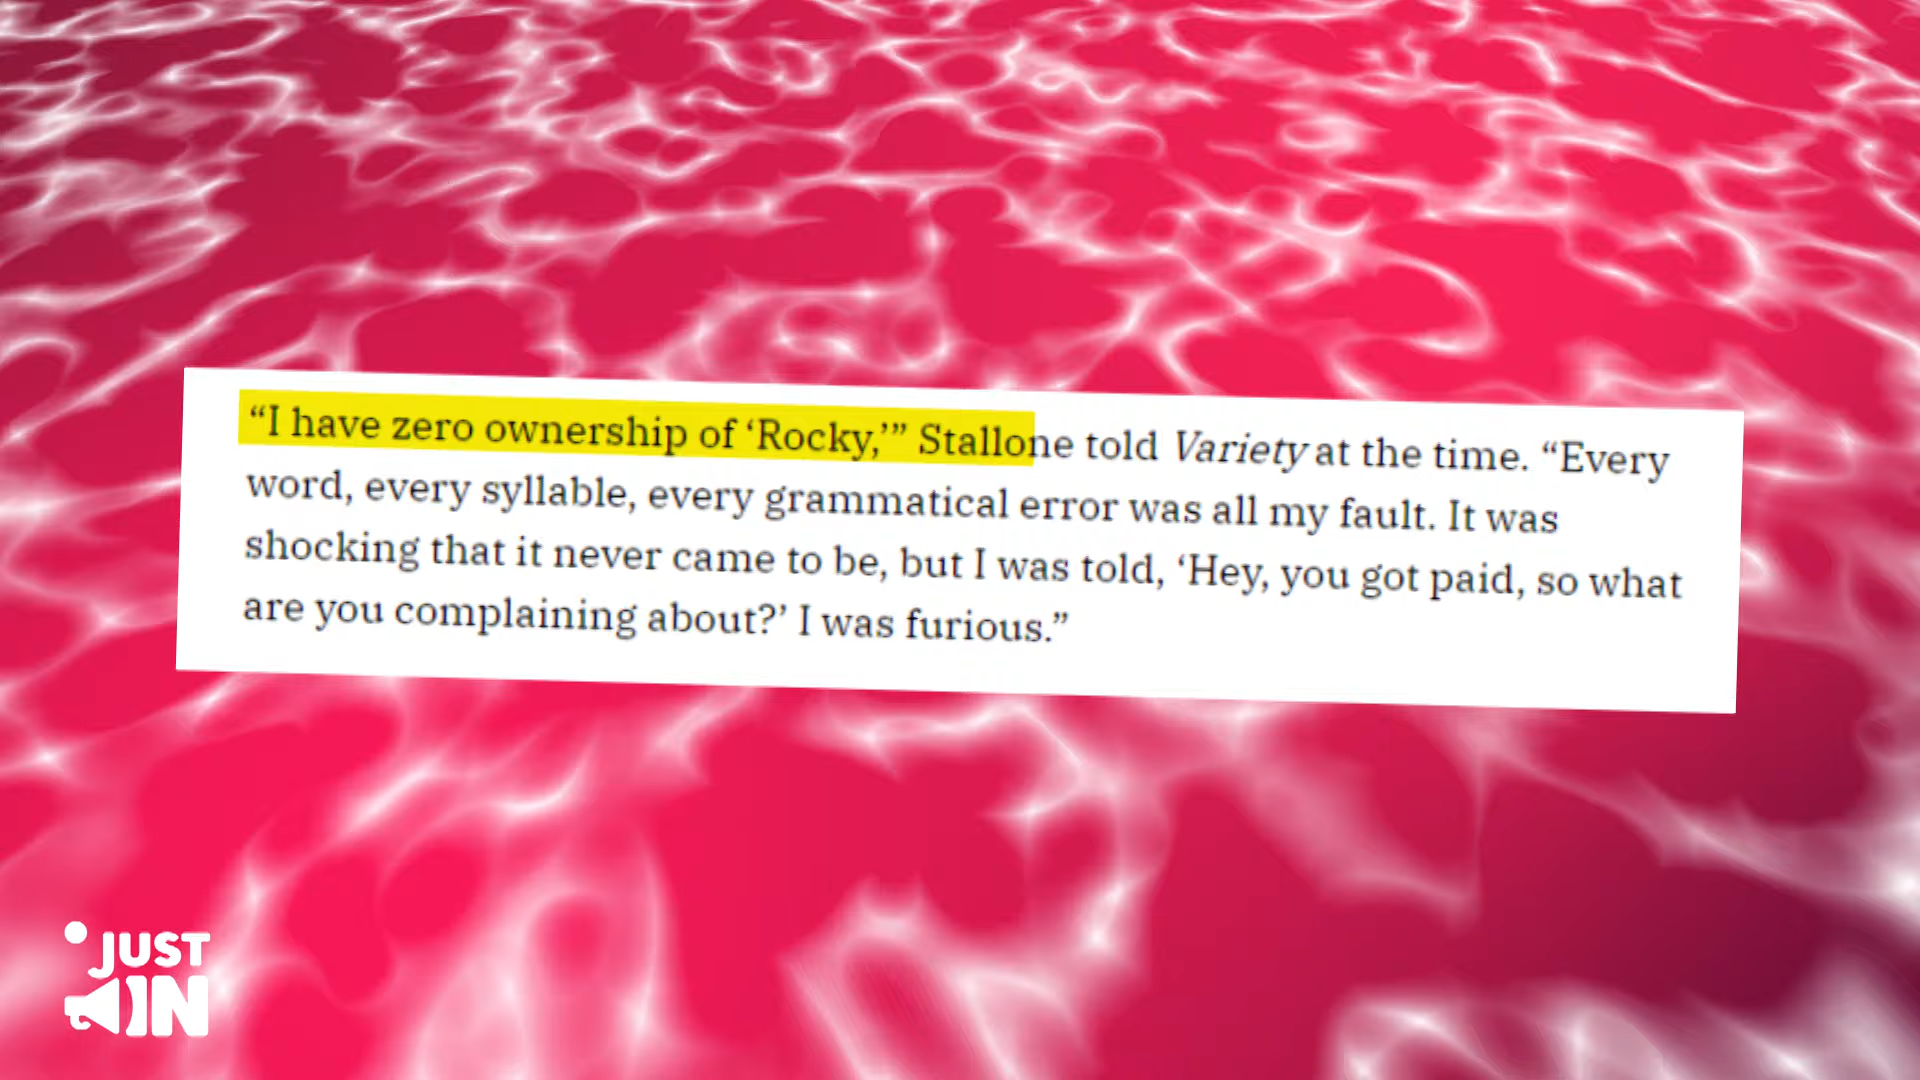 “I have zero ownership of ‘Rocky,’” Stallone told Variety at the time. “Every
word, every syllable, every grammatical error was all my fault. It was
shocking that it never came to be, but I was told, ‘Hey, you got paid, so what
are you complaining about?’ I was furious.”
JUST
IN